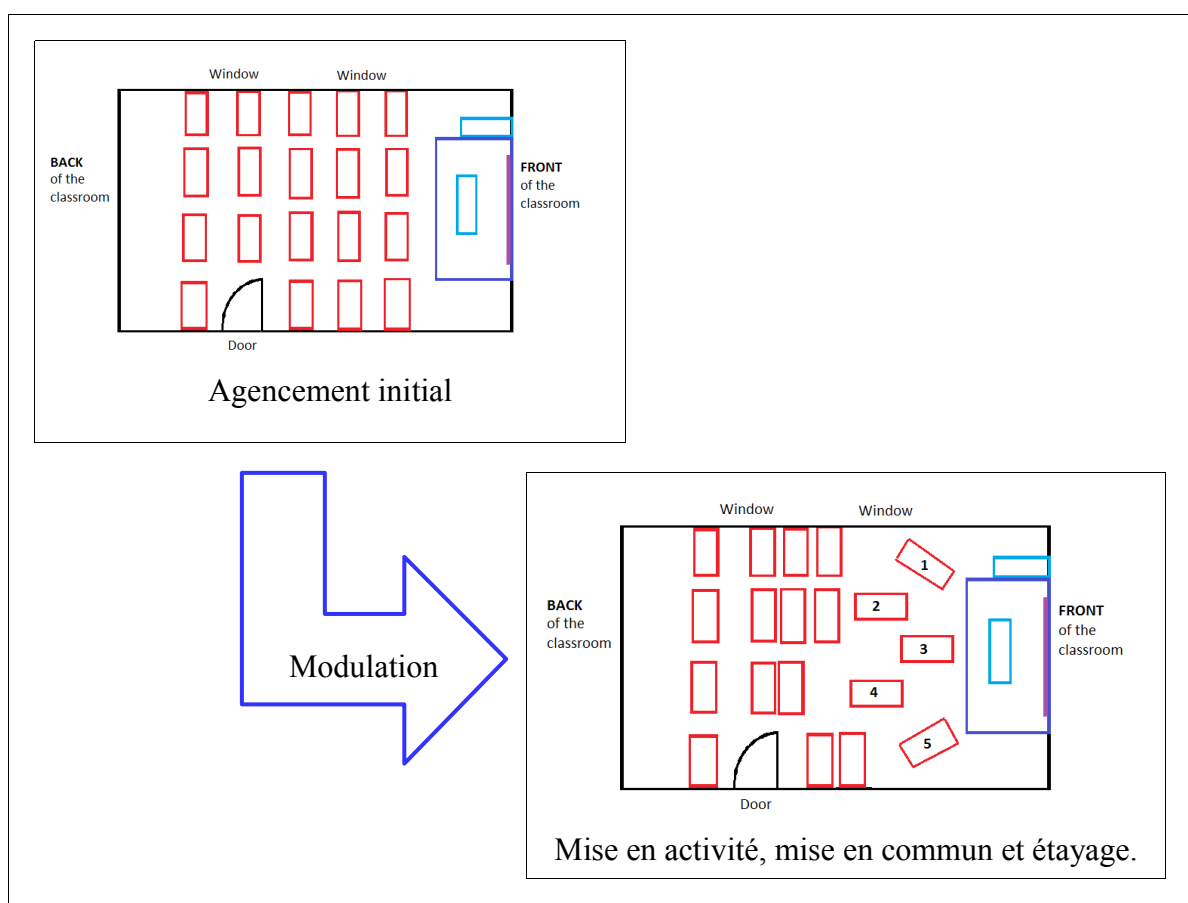 Window Window
BACK
of the
classroom
FRONT
of the
classroom
Door
Agencement initial
Modulation
Window Window
BACK
of the
classroom
1
2
3
4
5
FRONT
of the
classroom
Door
Mise en activité, mise en commun et étayage.